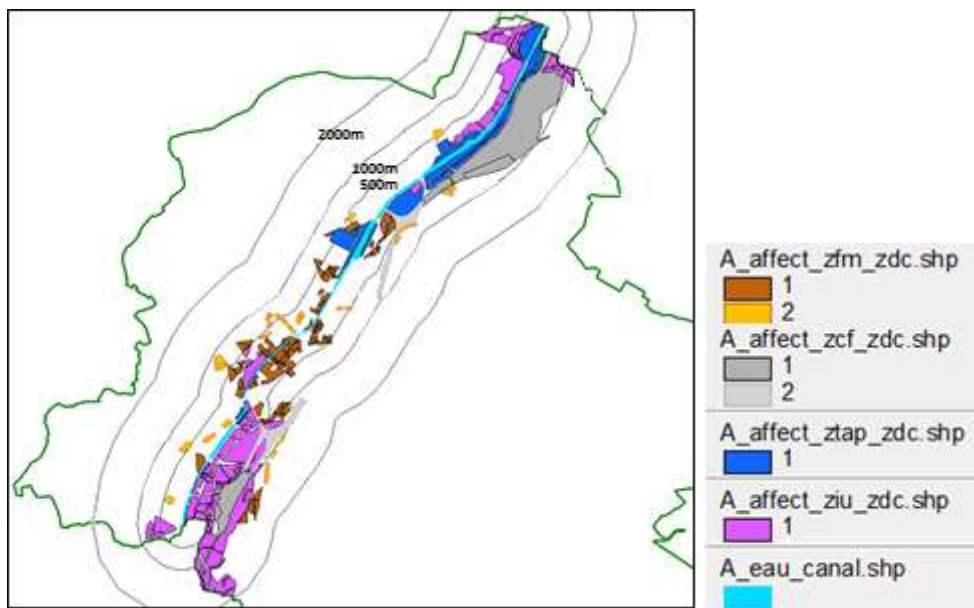 2000m
1000m
500m
A_affect_zfm_zdc.shp
1
2
A_affect_zcf_zdc.shp
1
2
A_affect_ztap_zdc.shp
1
A_affect_ziu_zdc.shp
1
A_eau_canal.shp